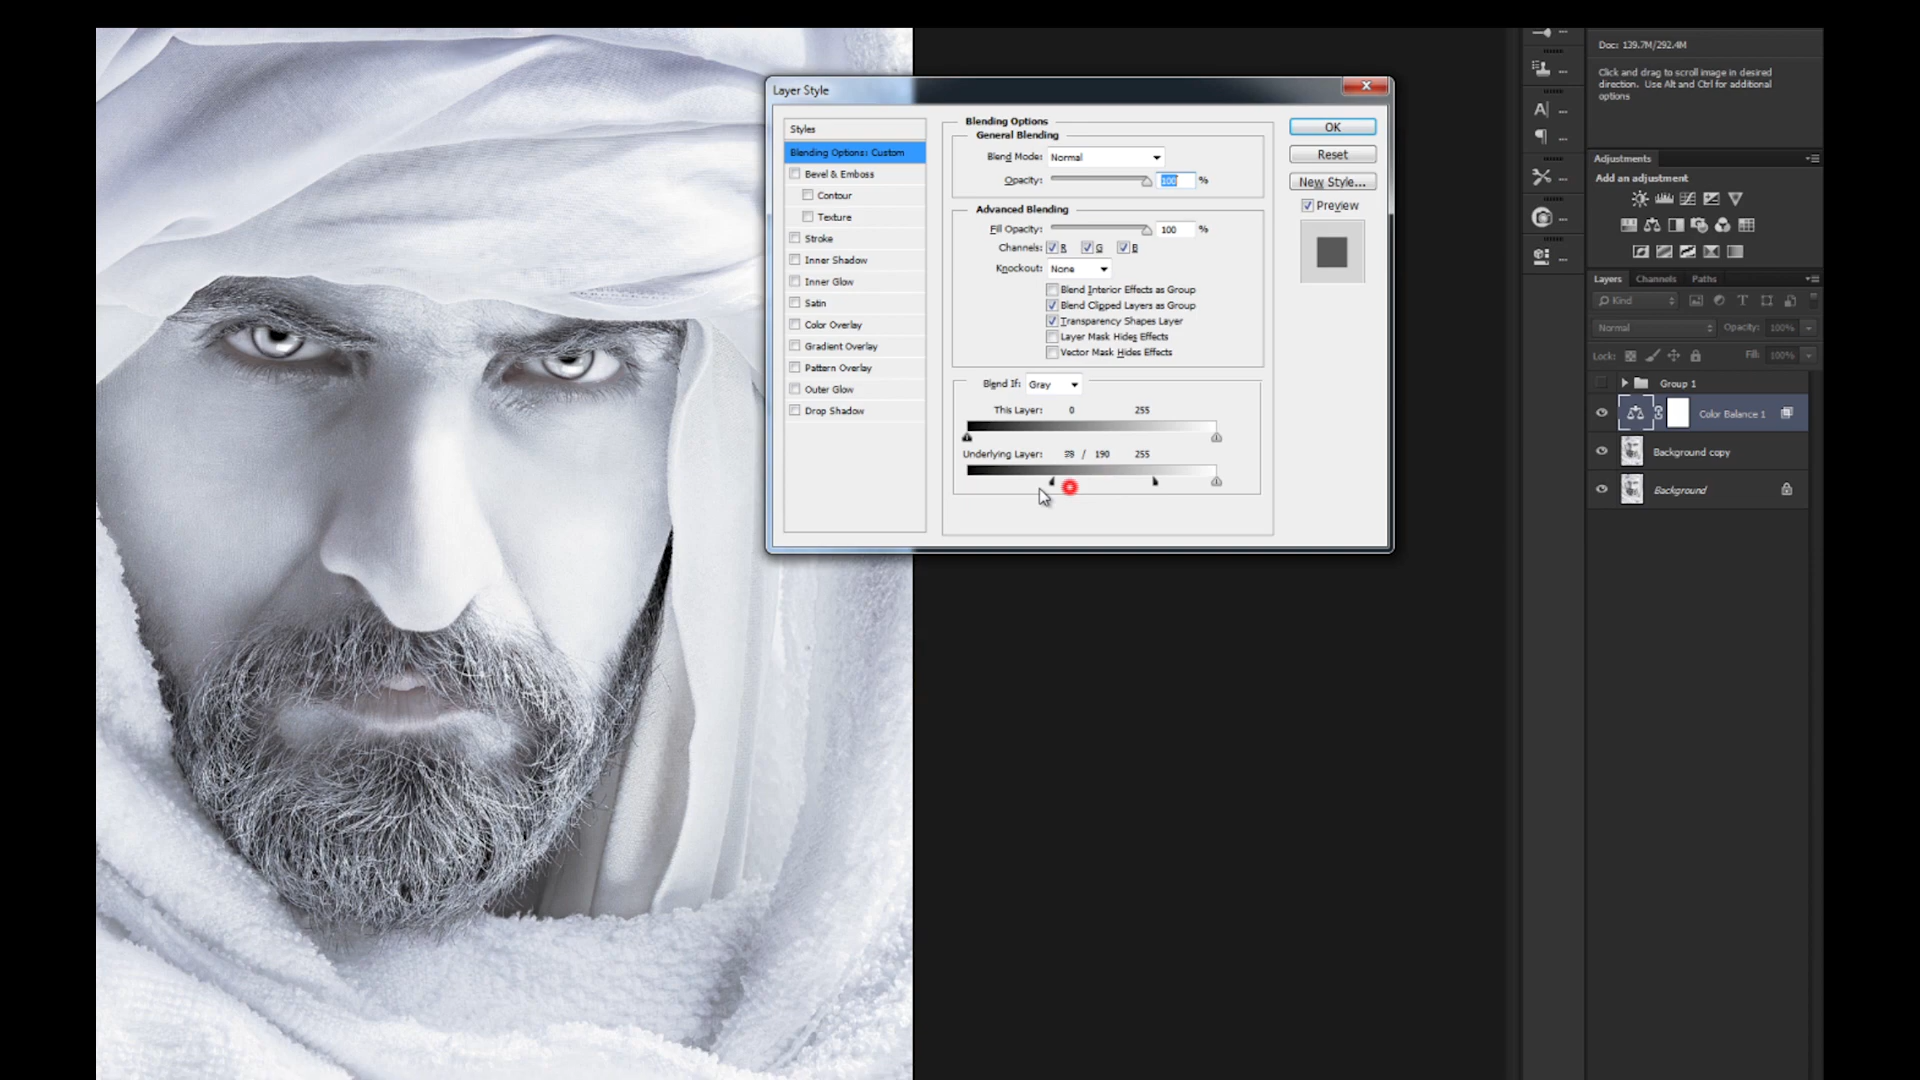 Layer Style
Styles
Blending Options: Custom
Bevel & Emboss
Contour
Texture
Stroke
Inner Shadow
Inner Glow
Satin
Color Overlay
Gradient Overlay
Pattern Overlay
Outer Glow
Drop Shadow
Blending Options
General Blending
Blend Mode: Normal
Opacity: 100 %
Advanced Blending
Fill Opacity: 100 %
Channels: R G B
Knockout: None
Blend Interior Effects as Group
Blend Clipped Layers as Group
Transparency Shapes Layer
Layer Mask Hides Effects
Vector Mask Hides Effects
Blend If: Gray
This Layer: 0 255
Underlying Layer: / 190 255
OK
Reset
New Style...
Preview
Doc: 139.7M/292.4M
Click and drag to scroll image in desired
direction. Use Alt and Ctrl for additional
options
Adjustments
Add an adjustment
Layers Channels Paths
Kind
Normal Opacity: 100%
Lock: Fill: 100%
Group 1
Color Balance 1
Background copy
Background